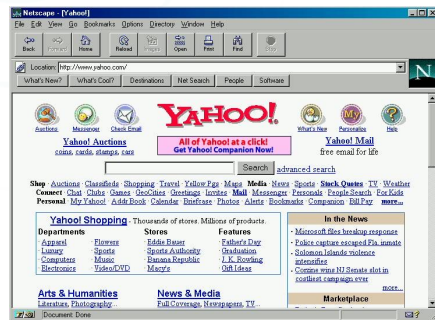 Netscape - [Yahoo!]
File Edit View Go Bookmarks Options Directory Window Help
Back Forward Home Reload Images Open Print Find Stop
Location: http://www.yahoo.com/
What's New? What's Cool? Destinations Net Search People Software
N
YAHOO!
Auctions Messenger Check Email What's New Personalize Help
Yahoo! Auctions
coins, cards, stamps, cars
All of Yahoo! at a click!
Get Yahoo! Companion Now!
Yahoo! Mail
free email for life
Search advanced search
Shop · Auctions · Classifieds · Shopping · Travel · Yellow Pgs · Maps Media · News · Sports · Stock Quotes · TV · Weather
Connect · Chat · Clubs · Games · GeoCities · Greetings · Invites · Mail · Messenger · Personals · People Search · For Kids
Personal · My Yahoo! · Addr Book · Calendar · Briefcase · Photos · Alerts · Bookmarks · Companion · Bill Pay more...
Yahoo! Shopping - Thousands of stores. Millions of products.
Departments Stores Features
· Apparel · Flowers · Eddie Bauer · Father's Day
· Luxury · Sports · Sports Authority · Graduation
· Computers · Music · Banana Republic · J. K. Rowling
· Electronics · Video/DVD · Macy's · Gift Ideas
In the News
· Microsoft files breakup response
· Police capture escaped Fla. inmate
· Solomon Islands violence
intensifies
· Corzine wins NJ Senate slot in
costliest campaign ever
more...
Marketplace
Arts & Humanities News & Media
Literature, Photography... Full Coverage, Newspapers, TV...
Document: Done